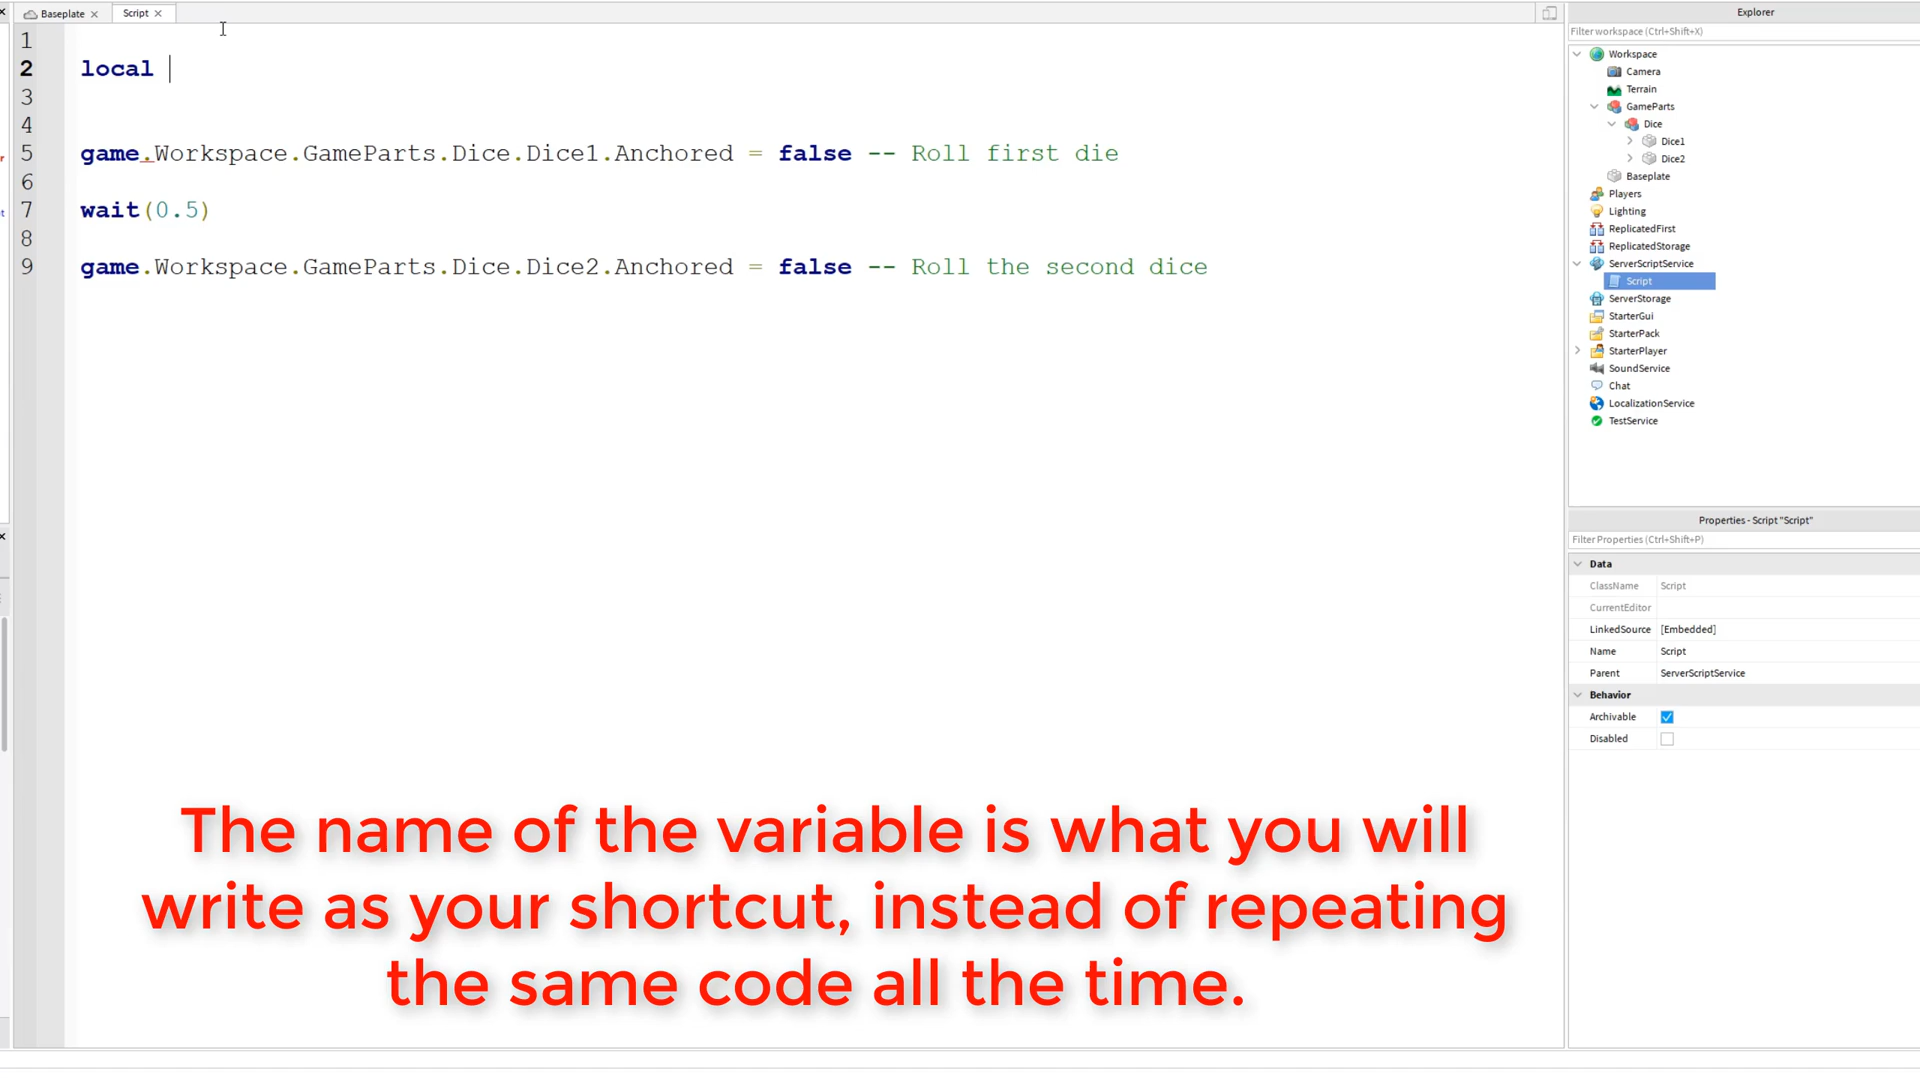 Baseplate
Script
Explorer
Filter workspace (Ctrl+Shift+X)
1
2 local
3
4
5 game.Workspace.GameParts.Dice.Dice1.Anchored = false -- Roll first die
6
7 wait(0.5)
8
9 game.Workspace.GameParts.Dice.Dice2.Anchored = false -- Roll the second dice
Workspace
Camera
Terrain
GameParts
Dice
Dice1
Dice2
Baseplate
Players
Lighting
ReplicatedFirst
ReplicatedStorage
ServerScriptService
Script
ServerStorage
StarterGui
StarterPack
StarterPlayer
SoundService
Chat
LocalizationService
TestService
Properties - Script "Script"
Filter Properties (Ctrl+Shift+P)
Data
ClassName Script
CurrentEditor
LinkedSource [Embedded]
Name Script
Parent ServerScriptService
Behavior
Archivable
Disabled
The name of the variable is what you will
write as your shortcut, instead of repeating
the same code all the time.